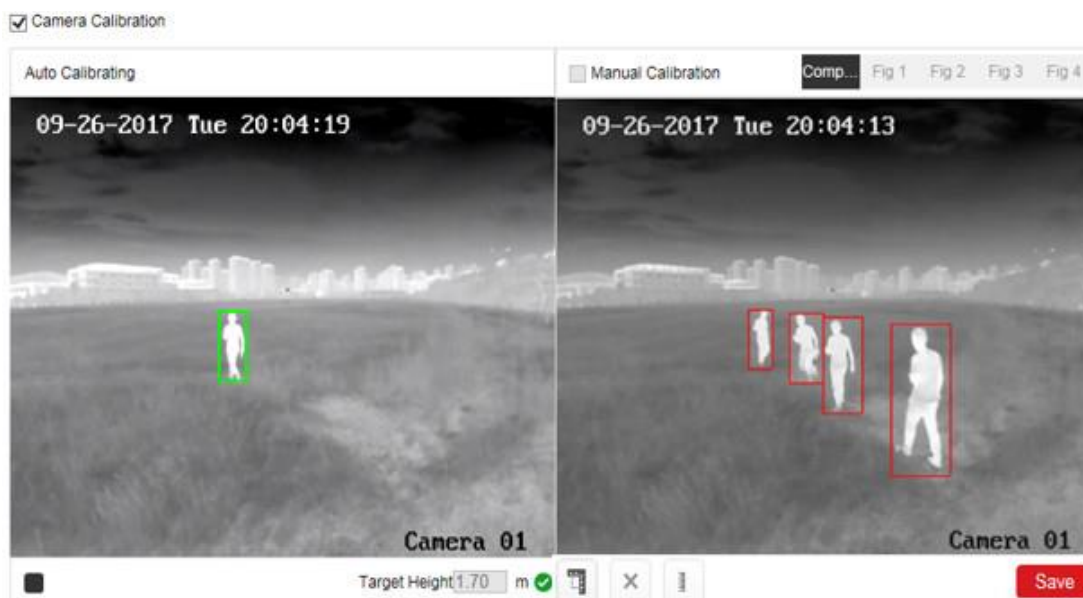 Camera Calibration
Auto Calibrating
Manual Calibration Comp... Fig 1 Fig 2 Fig 3 Fig 4
09-26-2017 Tue 20:04:19
09-26-2017 Tue 20:04:13
Camera 01
Camera 01
Target Height 1.70 m
Save